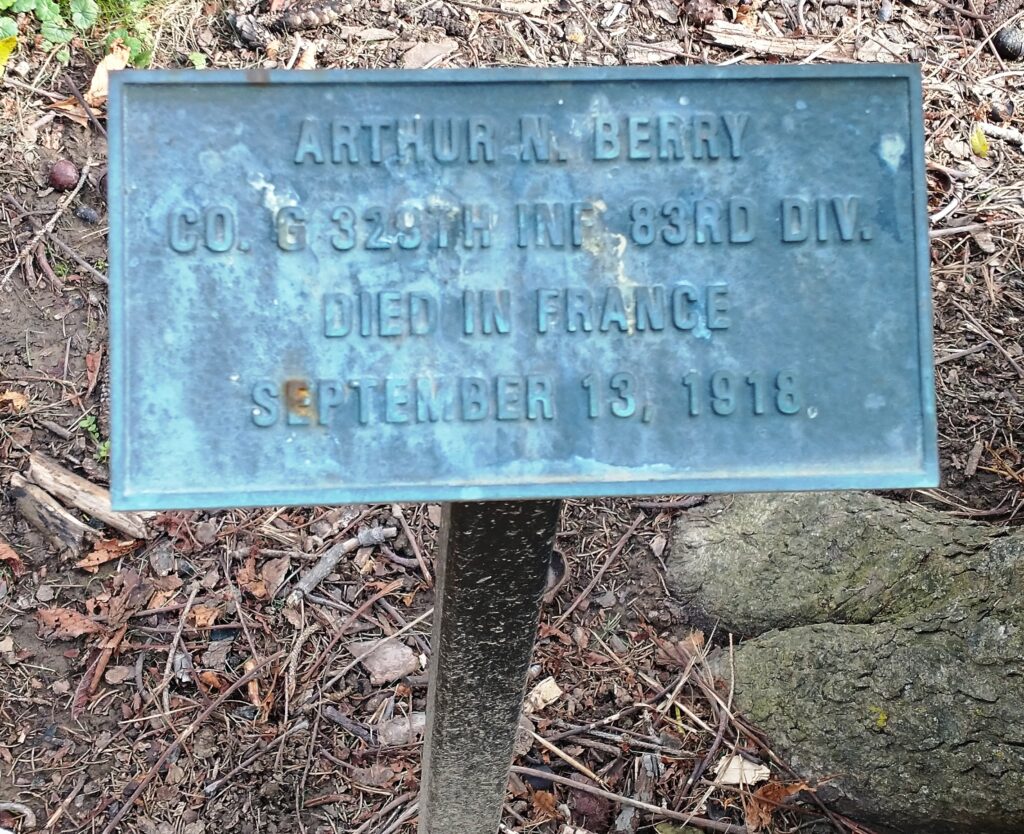 ARTHUR N. BERRY
CO. G 329TH INF. 83RD DIV.
DIED IN FRANCE
SEPTEMBER 13, 1918.